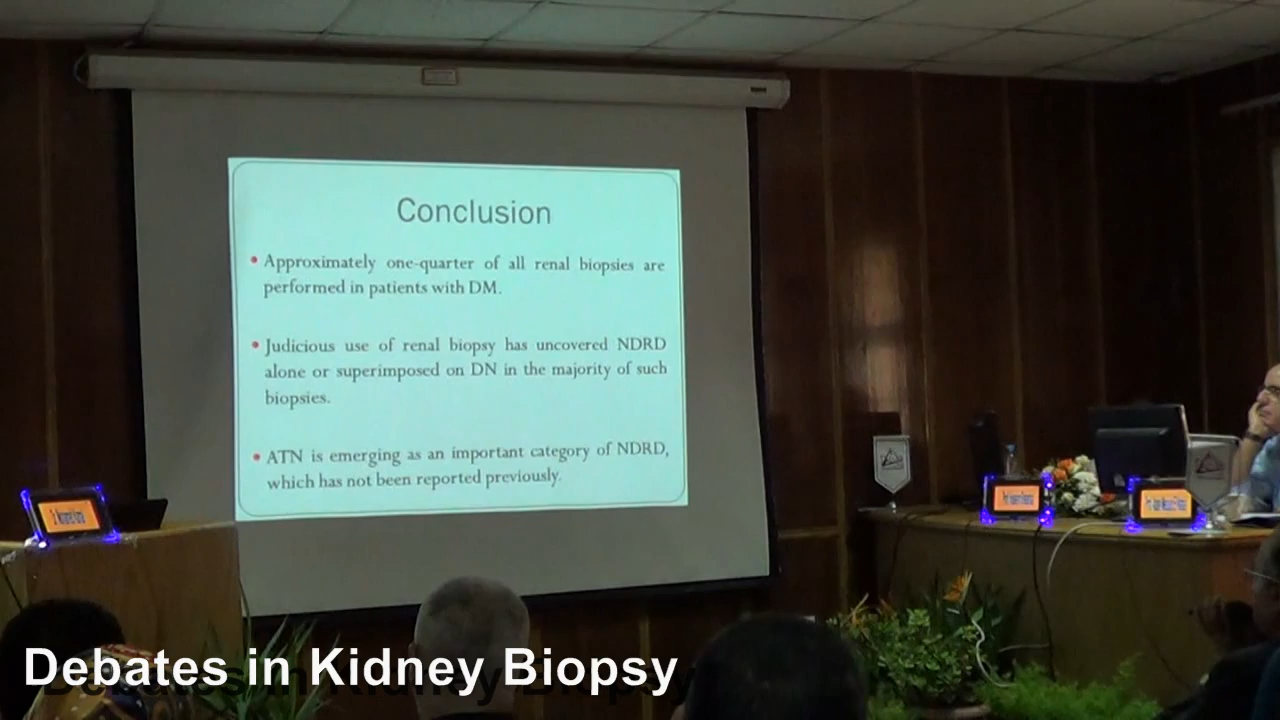 Conclusion
• Approximately one-quarter of all renal biopsies are
performed in patients with DM.
• Judicious use of renal biopsy has uncovered NDRD
alone or superimposed on DN in the majority of such
biopsies.
• ATN is emerging as an important category of NDRD,
which has not been reported previously.
Debates in Kidney Biopsy